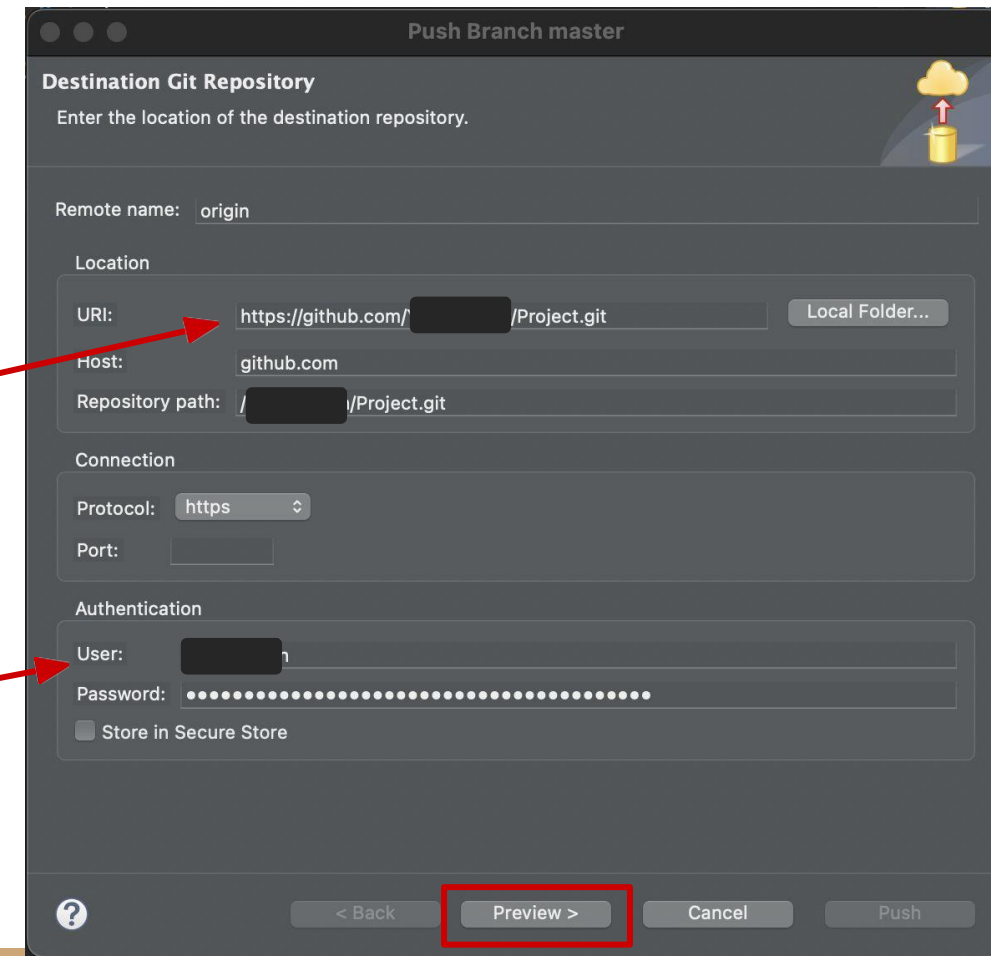 Push Branch master
Destination Git Repository
Enter the location of the destination repository.
Remote name: origin
Location
URI: https://github.com/ /Project.git Local Folder...
Host: github.com
Repository path: / /Project.git
Connection
Protocol: https
Port:
Authentication
User: n
Password: ••••••••••••••••••••••••••••••••••••••••
Store in Secure Store
? < Back Preview > Cancel Push